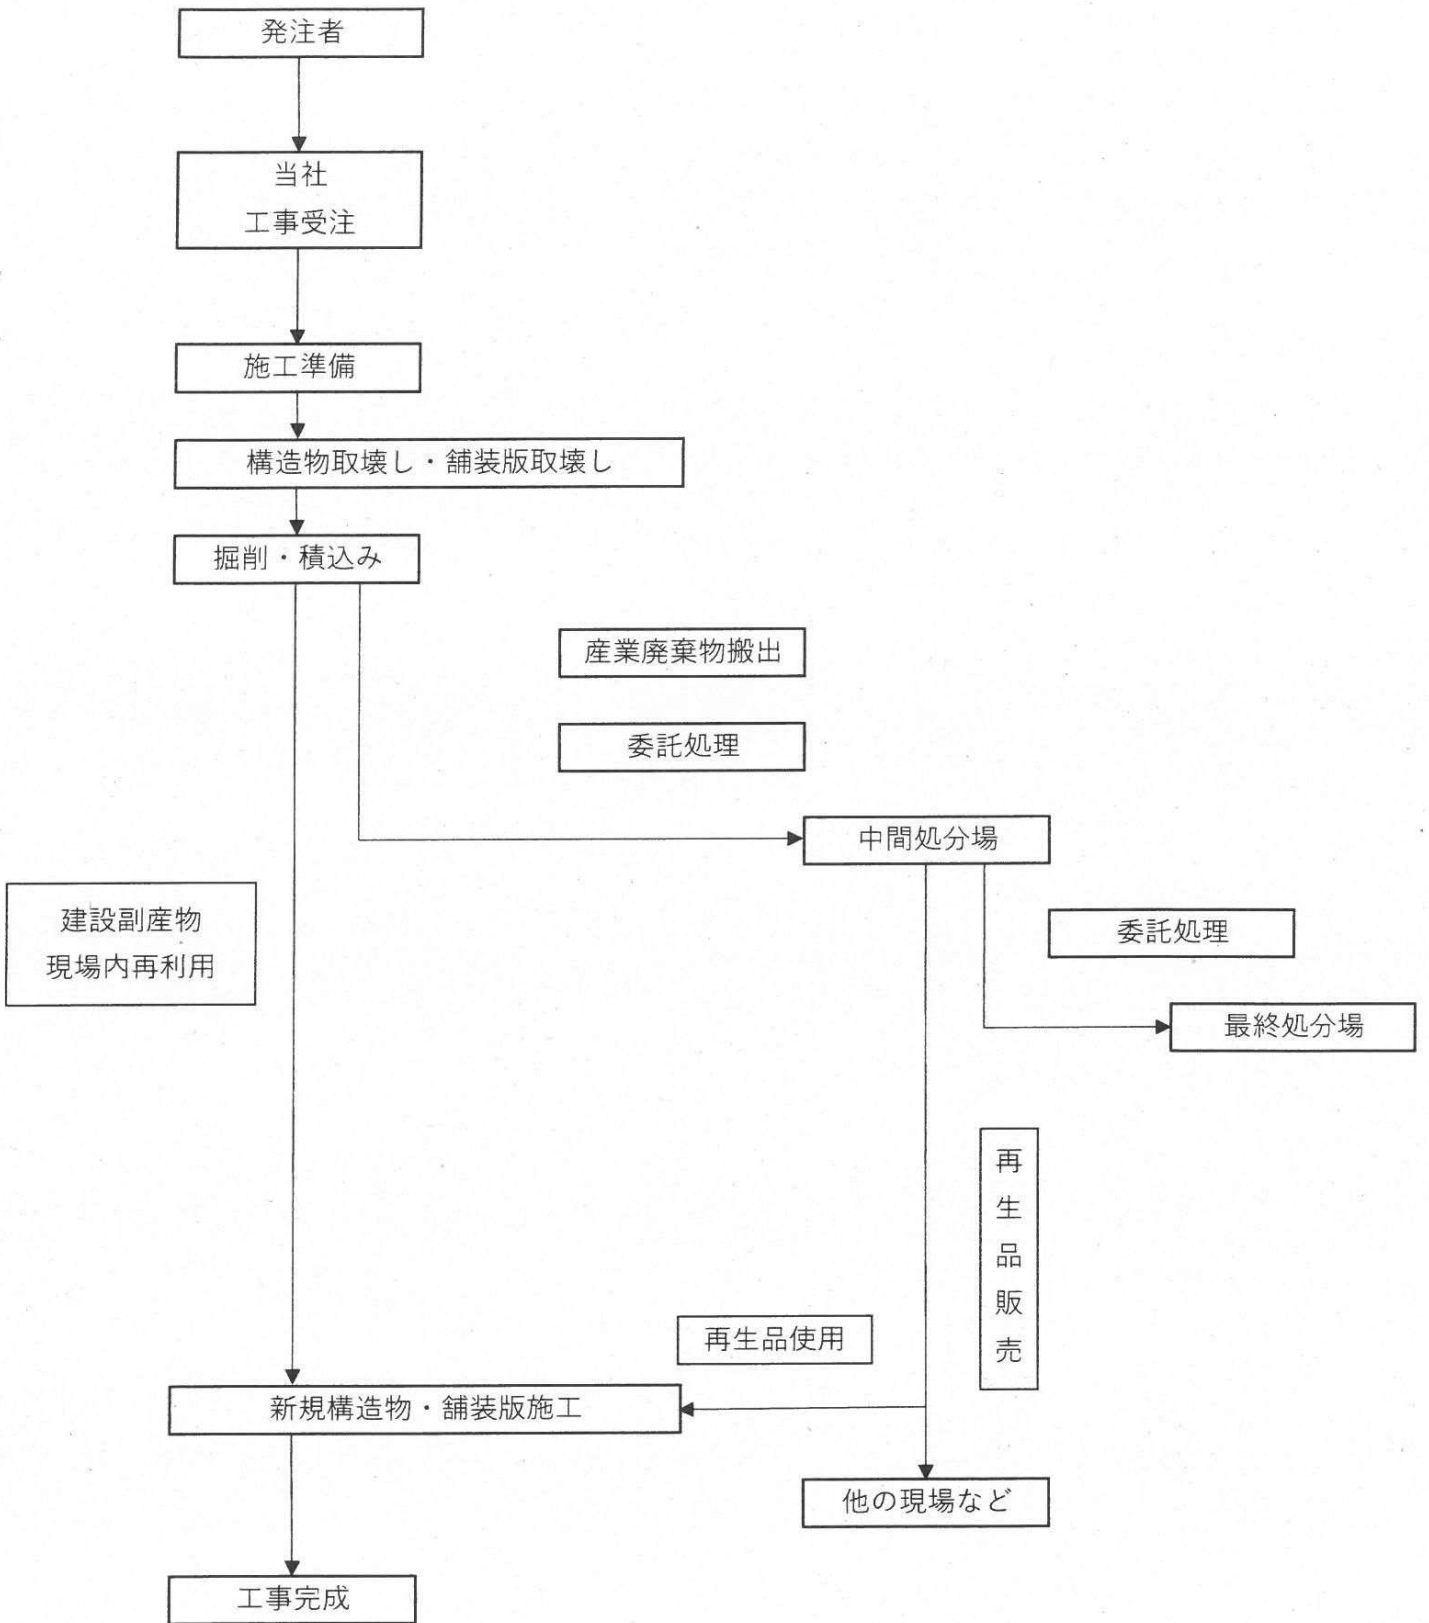 発注者
当社
工事受注
施工準備
構造物取壊し・舗装版取壊し
掘削・積込み
産業廃棄物搬出
委託処理
中間処分場
建設副産物
現場内再利用
委託処理
最終処分場
再生品販売
再生品使用
新規構造物・舗装版施工
他の現場など
工事完成